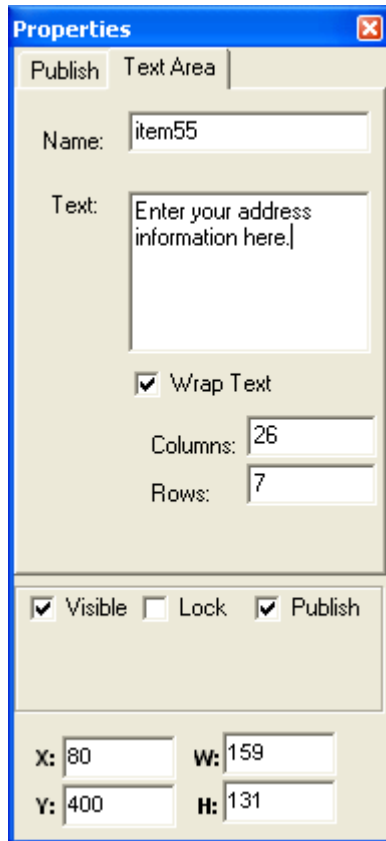 Properties
Publish Text Area
Name: item55
Text: Enter your address
information here.
Wrap Text
Columns: 26
Rows: 7
Visible Lock Publish
X: 80 W: 159
Y: 400 H: 131